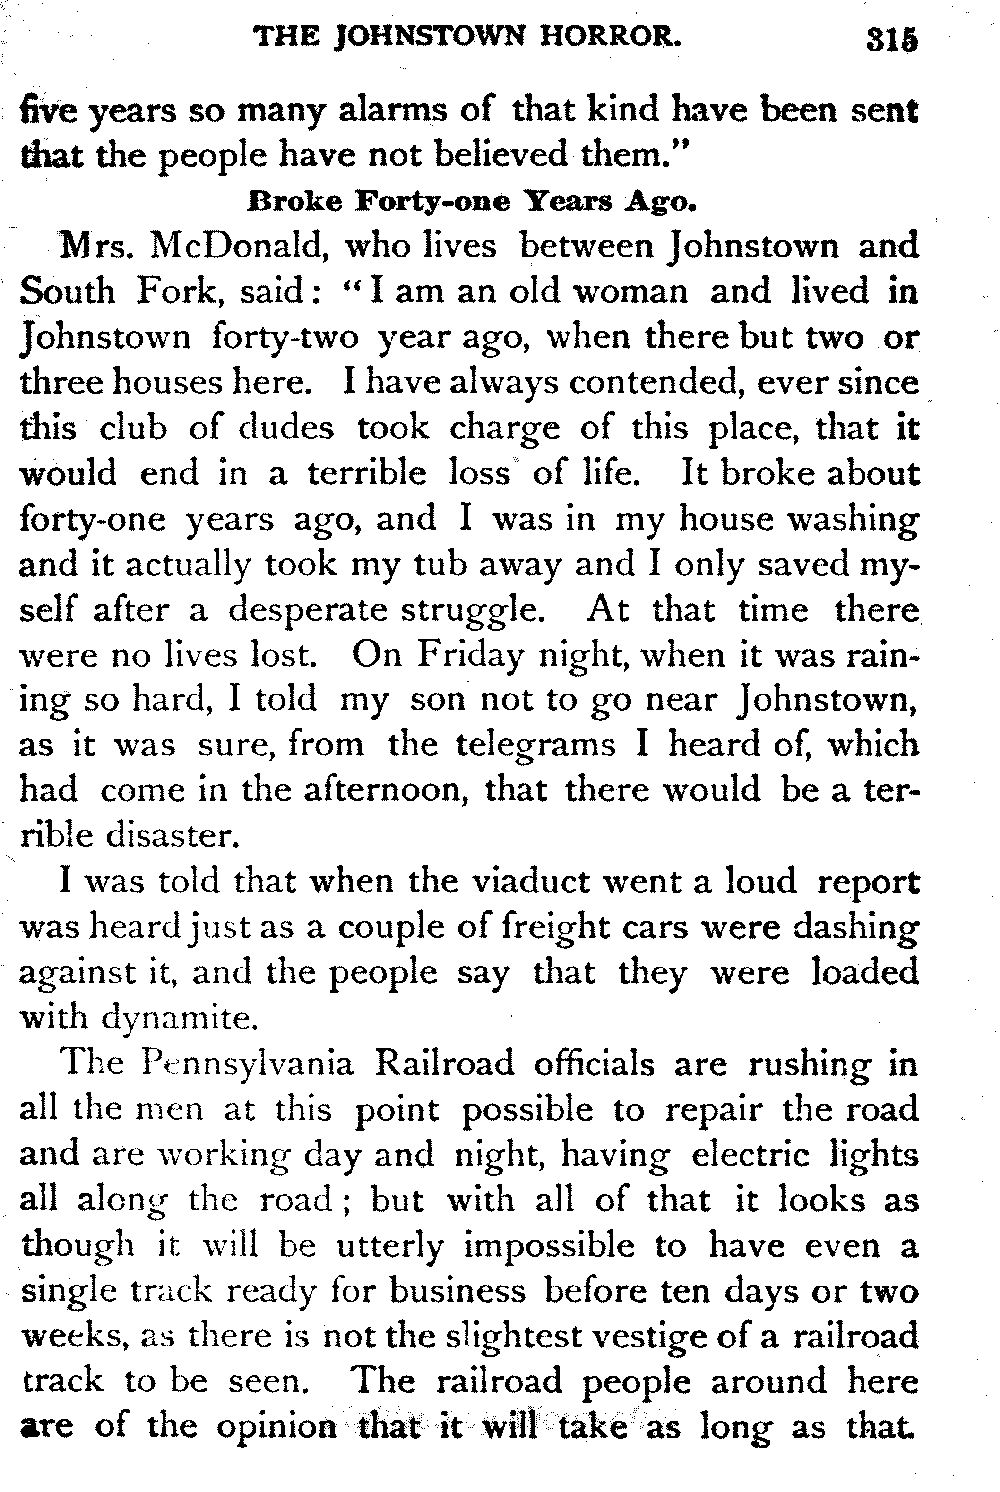 THE JOHNSTOWN HORROR. 315
five years so many alarms of that kind have been sent
that the people have not believed them."
Broke Forty-one Years Ago.
Mrs. McDonald, who lives between Johnstown and
South Fork, said: "I am an old woman and lived in
Johnstown forty-two year ago, when there but two or
three houses here. I have always contended, ever since
this club of dudes took charge of this place, that it
would end in a terrible loss of life. It broke about
forty-one years ago, and I was in my house washing
and it actually took my tub away and I only saved my-
self after a desperate struggle. At that time there
were no lives lost. On Friday night, when it was rain-
ing so hard, I told my son not to go near Johnstown,
as it was sure, from the telegrams I heard of, which
had come in the afternoon, that there would be a ter-
rible disaster.
I was told that when the viaduct went a loud report
was heard just as a couple of freight cars were dashing
against it, and the people say that they were loaded
with dynamite.
The Pennsylvania Railroad officials are rushing in
all the men at this point possible to repair the road
and are working day and night, having electric lights
all along the road; but with all of that it looks as
though it will be utterly impossible to have even a
single track ready for business before ten days or two
weeks, as there is not the slightest vestige of a railroad
track to be seen. The railroad people around here
are of the opinion that it will take as long as that.